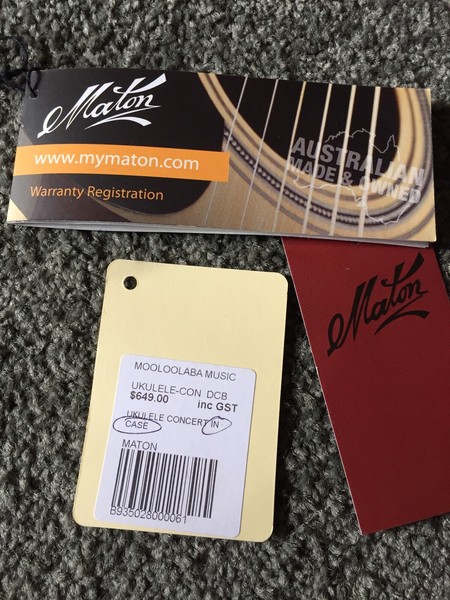 Maton
www.mymaton.com
Warranty Registration
AUSTRALIAN
MADE & OWNED
Maton
MOOLOOLABA MUSIC
UKULELE-CON DCB
$649.00 inc GST
UKULELE CONCERT IN
CASE
MATON
B935028000061